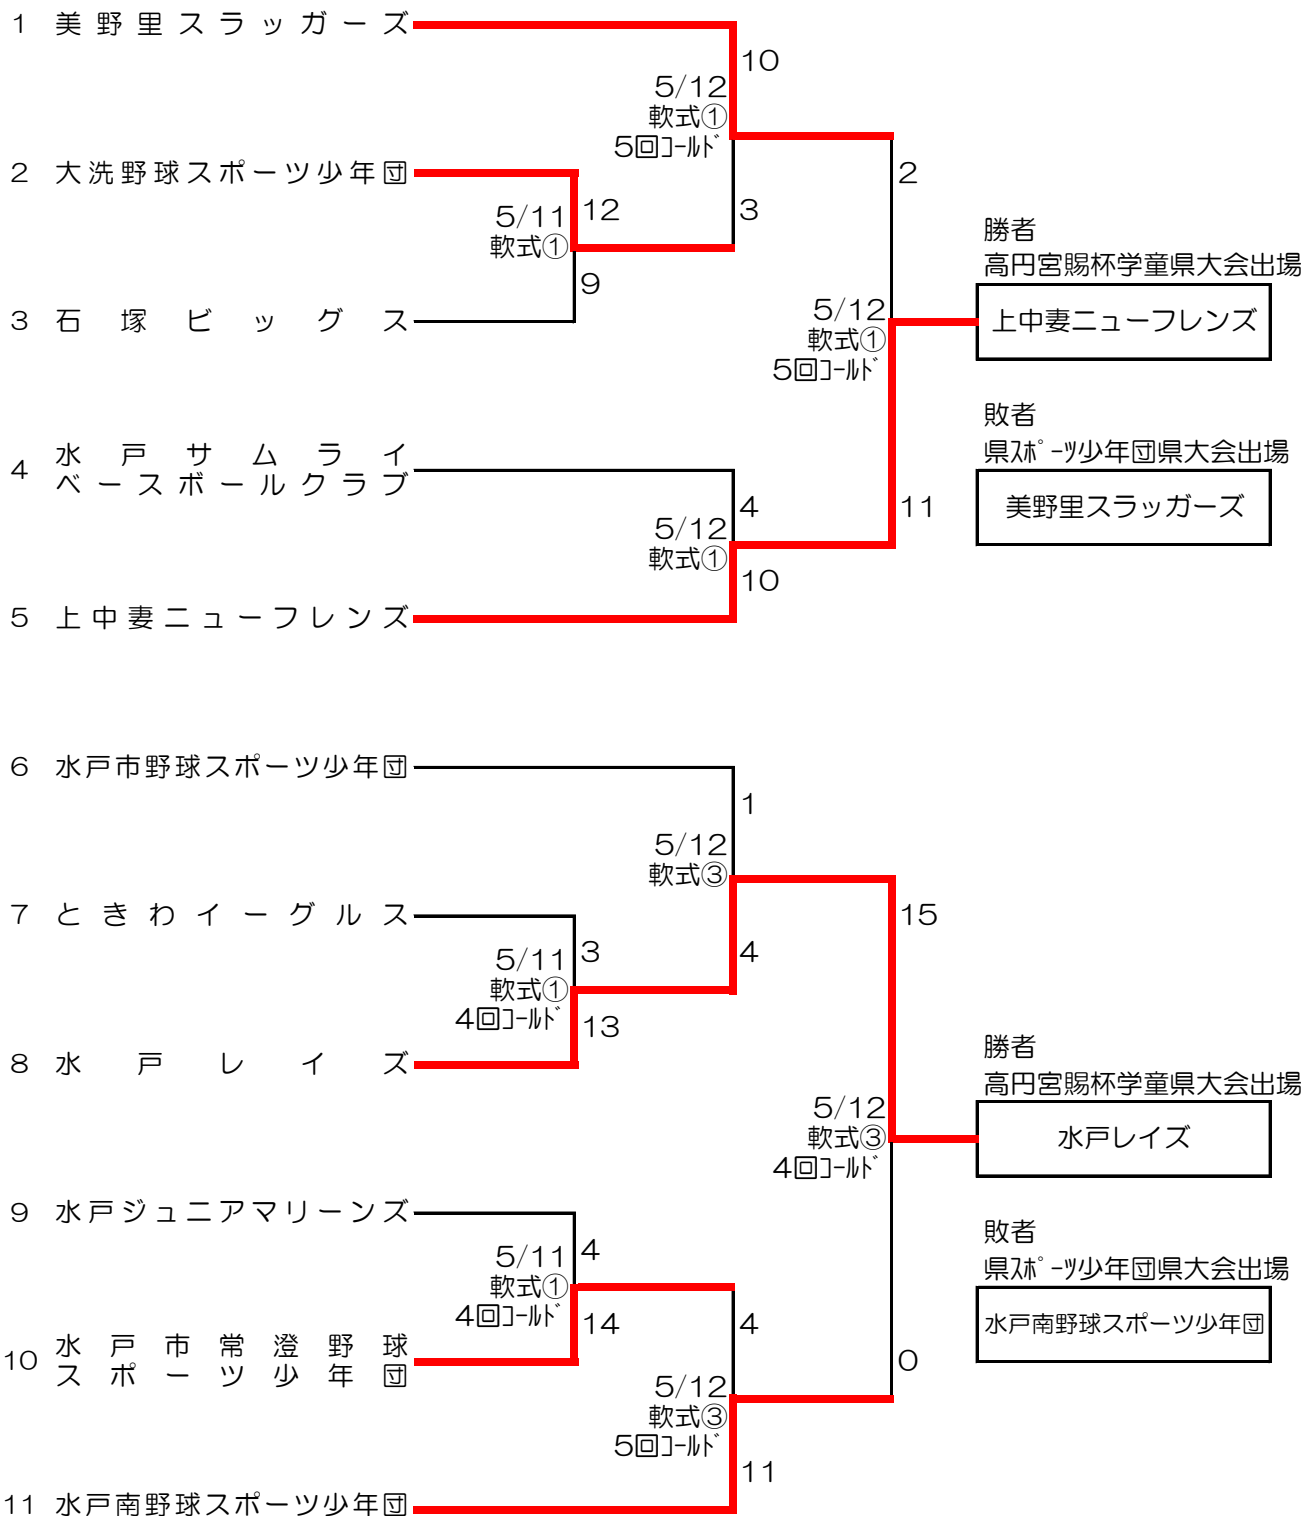 1 美野里スラッガーズ
10
5/12
軟式①
5回ｺｰﾙﾄﾞ
2 大洗野球スポーツ少年団
2
12
3
5/11
軟式①
勝者
高円宮賜杯学童県大会出場
9
3 石塚ビッグス
5/12
軟式①
5回ｺｰﾙﾄﾞ
上中妻ニューフレンズ
敗者
県ｽﾎﾟｰﾂ少年団県大会出場
4 水戸サムライ
ベースボールクラブ
4
11
美野里スラッガーズ
5/12
軟式①
10
5 上中妻ニューフレンズ
6 水戸市野球スポーツ少年団
1
5/12
軟式③
7 ときわイーグルス
15
3
4
5/11
軟式①
4回ｺｰﾙﾄﾞ
13
8 水戸レイズ
勝者
高円宮賜杯学童県大会出場
5/12
軟式③
4回ｺｰﾙﾄﾞ
水戸レイズ
9 水戸ジュニアマリーンズ
敗者
県ｽﾎﾟｰﾂ少年団県大会出場
4
5/11
軟式①
4回ｺｰﾙﾄﾞ
14
4
水戸南野球スポーツ少年団
10 水戸市常澄野球
スポーツ少年団
0
5/12
軟式③
5回ｺｰﾙﾄﾞ
11
11 水戸南野球スポーツ少年団